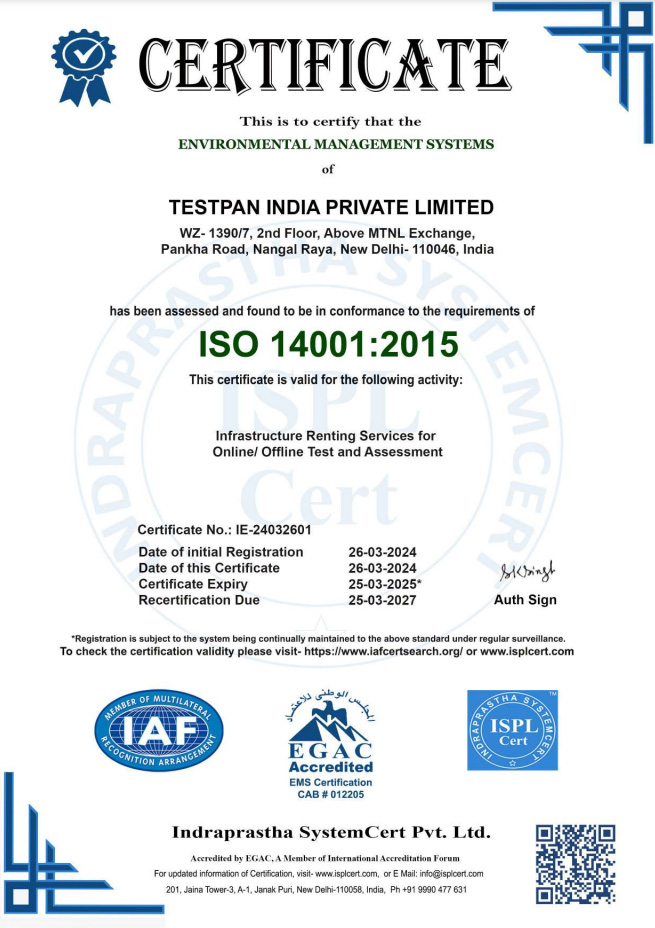 CERTIFICATE
This is to certify that the
ENVIRONMENTAL MANAGEMENT SYSTEMS
of
TESTPAN INDIA PRIVATE LIMITED
WZ- 1390/7, 2nd Floor, Above MTNL Exchange,
Pankha Road, Nangal Raya, New Delhi- 110046, India
has been assessed and found to be in conformance to the requirements of
ISO 14001:2015
This certificate is valid for the following activity:
INDRAPRASTHA SYSTEMCERT
ISPL
Cert
Infrastructure Renting Services for
Online/ Offline Test and Assessment
Certificate No.: IE-24032601
Date of initial Registration 26-03-2024
Date of this Certificate 26-03-2024
Certificate Expiry 25-03-2025*
Recertification Due 25-03-2027
SKSingh
Auth Sign
*Registration is subject to the system being continually maintained to the above standard under regular surveillance.
To check the certification validity please visit- https://www.iafcertsearch.org/ or www.isplcert.com
MEMBER OF MULTILATERAL
IAF
RECOGNITION ARRANGEMENT
المجلس الوطنى للاعتماد
EGAC
Accredited
EMS Certification
CAB # 012205
INDRAPRASTHA SYSTEMCERT
TM
ISPL
Cert
Indraprastha SystemCert Pvt. Ltd.
Accredited by EGAC, A Member of International Accreditation Forum
For updated information of Certification, visit- www.isplcert.com, or E Mail: info@isplcert.com
201, Jaina Tower-3, A-1, Janak Puri, New Delhi-110058, India, Ph +91 9990 477 631